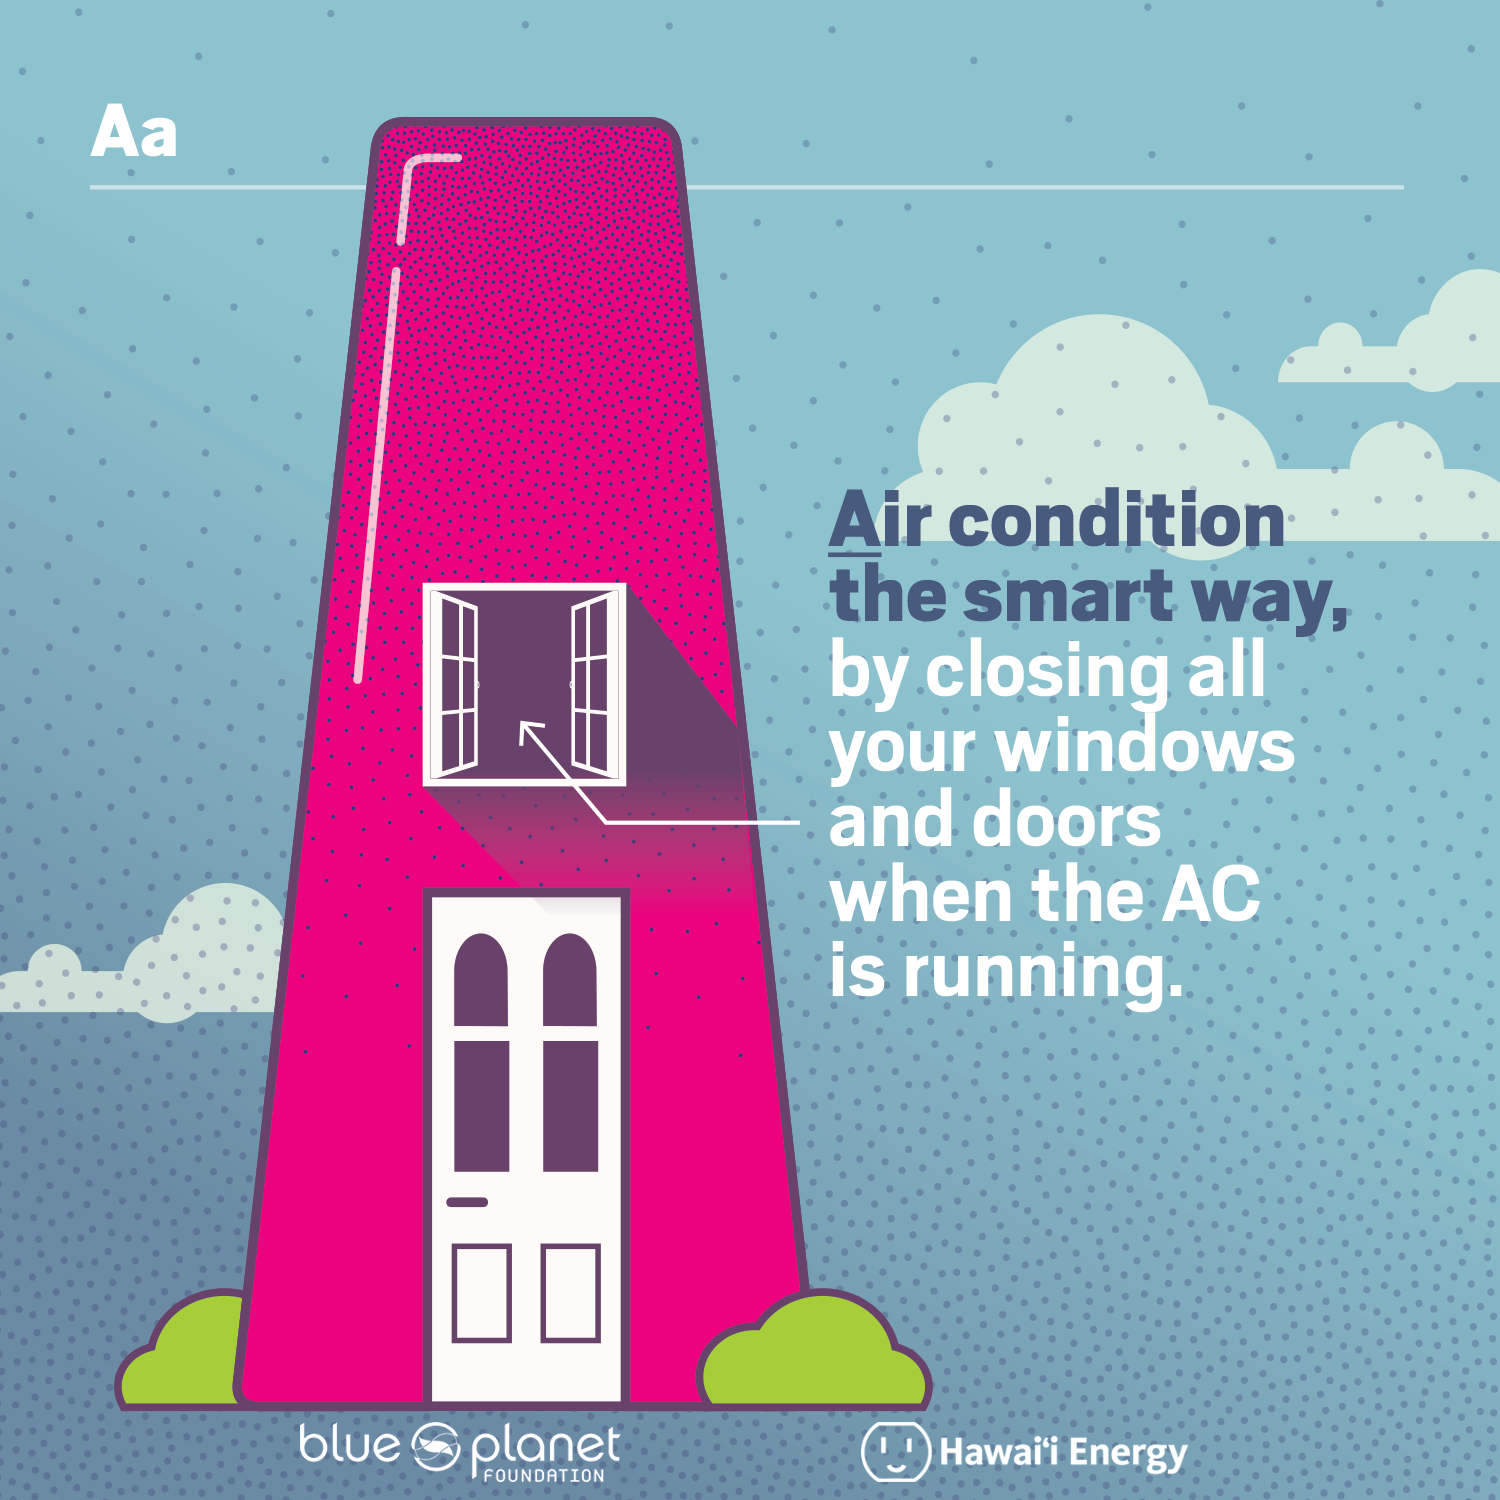 Aa
Air condition
the smart way,
by closing all
your windows
and doors
when the AC
is running.
blue planet
FOUNDATION
Hawai‘i Energy